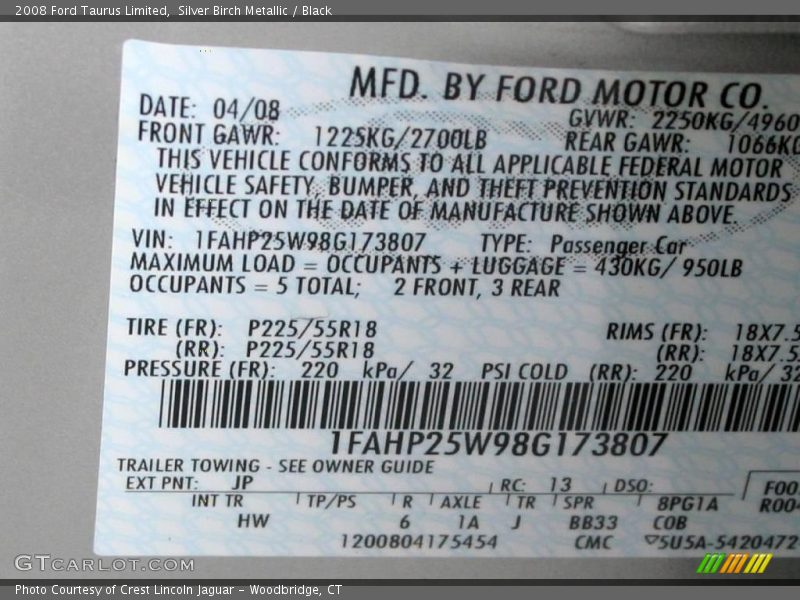 2008 Ford Taurus Limited,  Silver Birch Metallic / Black
MFD. BY FORD MOTOR CO.
DATE: 04/08 GVWR: 2250KG/4960
FRONT GAWR: 1225KG/2700LB REAR GAWR: 1066KG
THIS VEHICLE CONFORMS TO ALL APPLICABLE FEDERAL MOTOR
VEHICLE SAFETY, BUMPER, AND THEFT PREVENTION STANDARDS
IN EFFECT ON THE DATE OF MANUFACTURE SHOWN ABOVE.
VIN: 1FAHP25W98G173807 TYPE: Passenger Car
MAXIMUM LOAD = OCCUPANTS + LUGGAGE = 430KG/ 950LB
OCCUPANTS = 5 TOTAL; 2 FRONT, 3 REAR
TIRE (FR): P225/55R18 RIMS (FR): 18X7.5
(RR): P225/55R18 (RR): 18X7.5
PRESSURE (FR): 220 kPa/ 32 PSI COLD (RR): 220 kPa/ 32
1FAHP25W98G173807
TRAILER TOWING - SEE OWNER GUIDE
EXT PNT: JP RC: 13 DSO: F00
INT TR TP/PS R AXLE TR SPR 8PG1A R00
HW 6 1A J BB33 C0B
1200804175454 CMC 5U5A-5420472
GTCARLOT.COM
Photo Courtesy of Crest Lincoln Jaguar - Woodbridge, CT